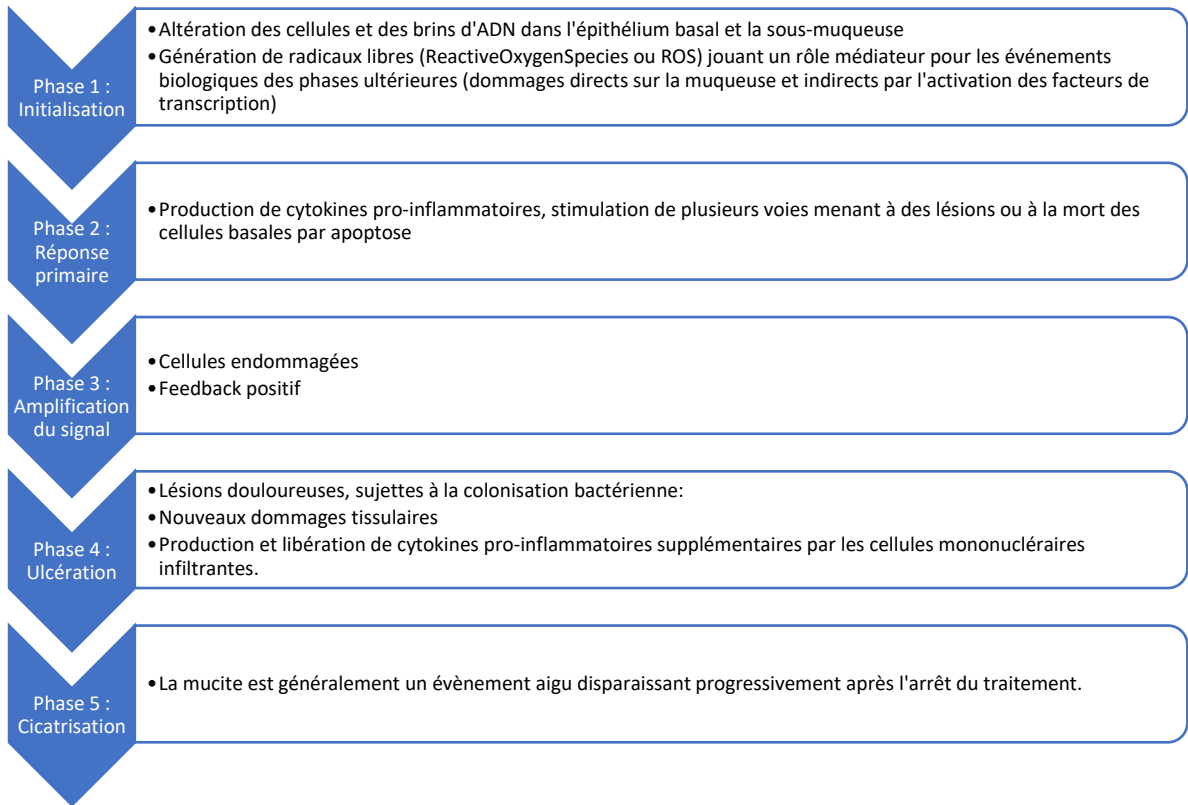 Phase 1 :
Initialisation
•Altération des cellules et des brins d'ADN dans l'épithélium basal et la sous-muqueuse
•Génération de radicaux libres (ReactiveOxygenSpecies ou ROS) jouant un rôle médiateur pour les événements
biologiques des phases ultérieures (dommages directs sur la muqueuse et indirects par l'activation des facteurs de
transcription)
Phase 2 :
Réponse
primaire
•Production de cytokines pro-inflammatoires, stimulation de plusieurs voies menant à des lésions ou à la mort des
cellules basales par apoptose
Phase 3 :
Amplification
du signal
•Cellules endommagées
•Feedback positif
Phase 4 :
Ulcération
•Lésions douloureuses, sujettes à la colonisation bactérienne:
•Nouveaux dommages tissulaires
•Production et libération de cytokines pro-inflammatoires supplémentaires par les cellules mononucléraires
infiltrantes.
Phase 5 :
Cicatrisation
•La mucite est généralement un évènement aigu disparaissant progressivement après l'arrêt du traitement.